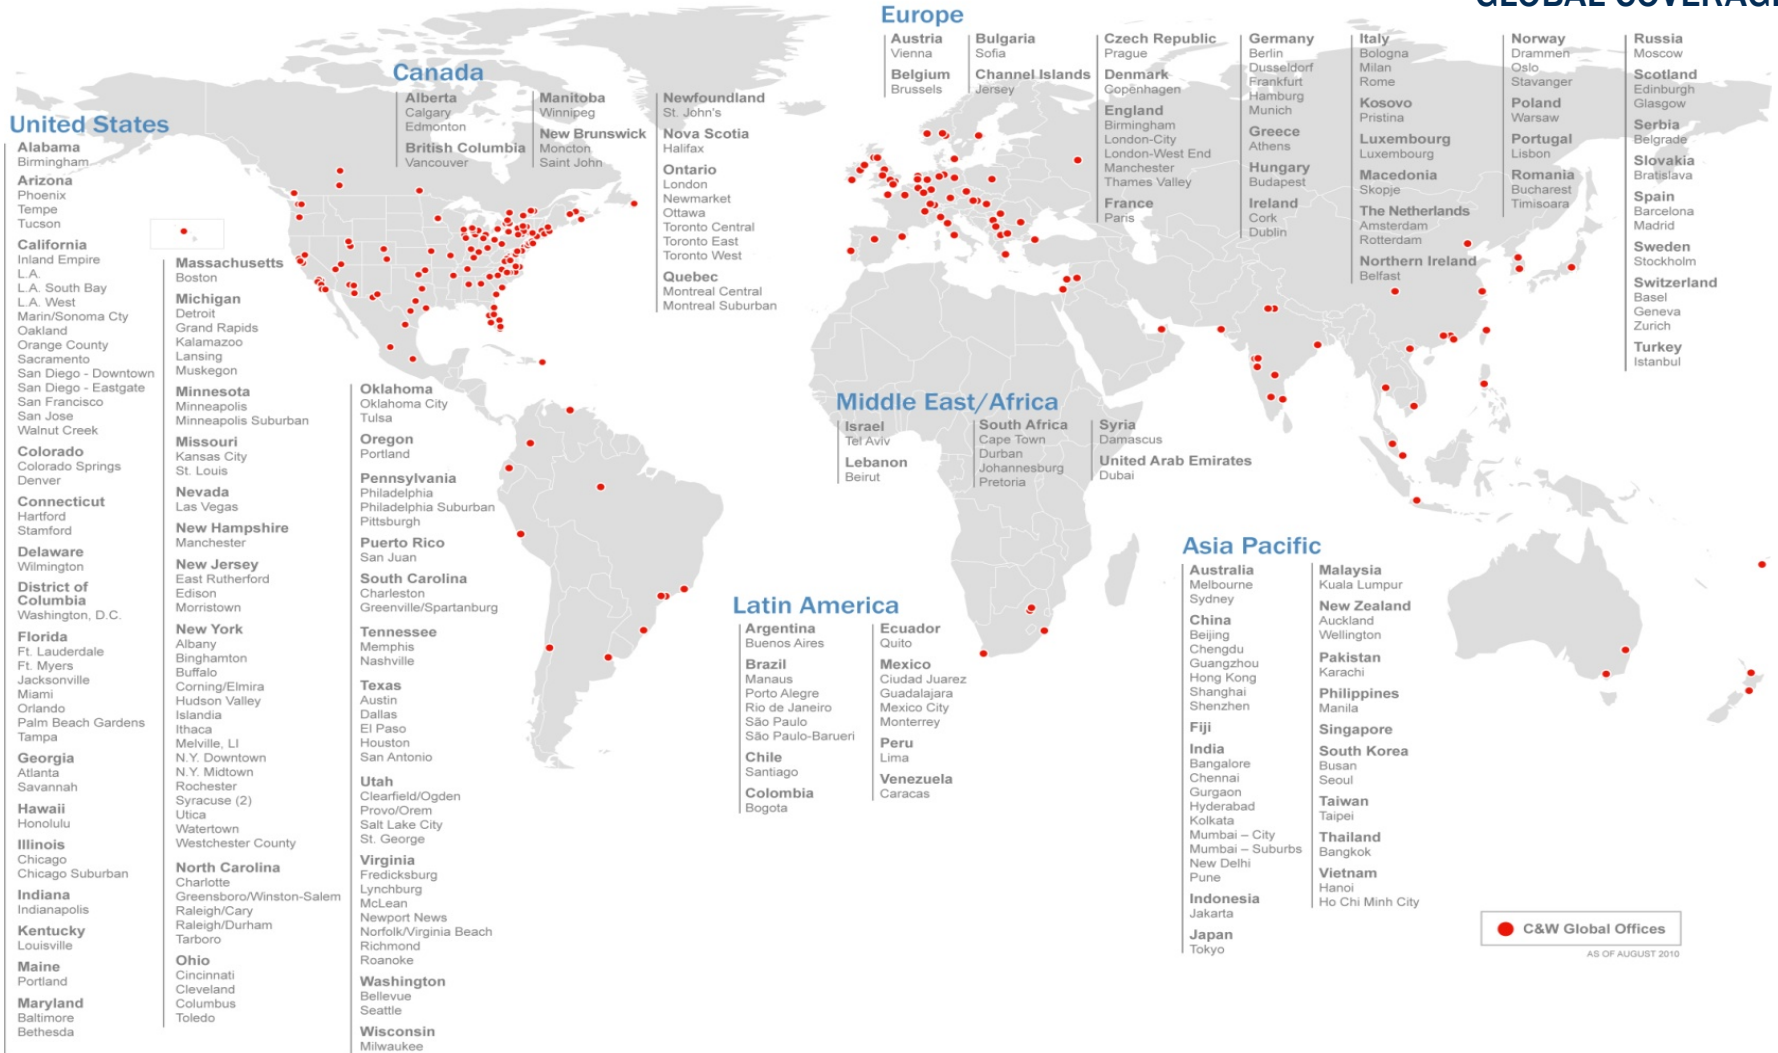 GLOBAL COVERAGE
Europe
Austria
Vienna
Belgium
Brussels
Bulgaria
Sofia
Channel Islands
Jersey
Czech Republic
Prague
Denmark
Copenhagen
England
Birmingham
London-City
London-West End
Manchester
Thames Valley
France
Paris
Germany
Berlin
Dusseldorf
Frankfurt
Hamburg
Munich
Greece
Athens
Hungary
Budapest
Ireland
Cork
Dublin
Italy
Bologna
Milan
Rome
Kosovo
Pristina
Luxembourg
Luxembourg
Macedonia
Skopje
The Netherlands
Amsterdam
Rotterdam
Northern Ireland
Belfast
Norway
Drammen
Oslo
Stavanger
Poland
Warsaw
Portugal
Lisbon
Romania
Bucharest
Timisoara
Russia
Moscow
Scotland
Edinburgh
Glasgow
Serbia
Belgrade
Slovakia
Bratislava
Spain
Barcelona
Madrid
Sweden
Stockholm
Switzerland
Basel
Geneva
Zurich
Turkey
Istanbul
Canada
Alberta
Calgary
Edmonton
British Columbia
Vancouver
Manitoba
Winnipeg
New Brunswick
Moncton
Saint John
Newfoundland
St. John's
Nova Scotia
Halifax
Ontario
London
Newmarket
Ottawa
Toronto Central
Toronto East
Toronto West
Quebec
Montreal Central
Montreal Suburban
United States
Alabama
Birmingham
Arizona
Phoenix
Tempe
Tucson
California
Inland Empire
L.A.
L.A. South Bay
L.A. West
Marin/Sonoma Cty
Oakland
Orange County
Sacramento
San Diego - Downtown
San Diego - Eastgate
San Francisco
San Jose
Walnut Creek
Colorado
Colorado Springs
Denver
Connecticut
Hartford
Stamford
Delaware
Wilmington
District of
Columbia
Washington, D.C.
Florida
Ft. Lauderdale
Ft. Myers
Jacksonville
Miami
Orlando
Palm Beach Gardens
Tampa
Georgia
Atlanta
Savannah
Hawaii
Honolulu
Illinois
Chicago
Chicago Suburban
Indiana
Indianapolis
Kentucky
Louisville
Maine
Portland
Maryland
Baltimore
Bethesda
Massachusetts
Boston
Michigan
Detroit
Grand Rapids
Kalamazoo
Lansing
Muskegon
Minnesota
Minneapolis
Minneapolis Suburban
Missouri
Kansas City
St. Louis
Nevada
Las Vegas
New Hampshire
Manchester
New Jersey
East Rutherford
Edison
Morristown
New York
Albany
Binghamton
Buffalo
Corning/Elmira
Hudson Valley
Islandia
Ithaca
Melville, LI
N.Y. Downtown
N.Y. Midtown
Rochester
Syracuse (2)
Utica
Watertown
Westchester County
North Carolina
Charlotte
Greensboro/Winston-Salem
Raleigh/Cary
Raleigh/Durham
Tarboro
Ohio
Cincinnati
Cleveland
Columbus
Toledo
Oklahoma
Oklahoma City
Tulsa
Oregon
Portland
Pennsylvania
Philadelphia
Philadelphia Suburban
Pittsburgh
Puerto Rico
San Juan
South Carolina
Charleston
Greenville/Spartanburg
Tennessee
Memphis
Nashville
Texas
Austin
Dallas
El Paso
Houston
San Antonio
Utah
Clearfield/Ogden
Provo/Orem
Salt Lake City
St. George
Virginia
Fredicksburg
Lynchburg
McLean
Newport News
Norfolk/Virginia Beach
Richmond
Roanoke
Washington
Bellevue
Seattle
Wisconsin
Milwaukee
Middle East/Africa
Israel
Tel Aviv
Lebanon
Beirut
South Africa
Cape Town
Durban
Johannesburg
Pretoria
Syria
Damascus
United Arab Emirates
Dubai
Latin America
Argentina
Buenos Aires
Brazil
Manaus
Porto Alegre
Rio de Janeiro
São Paulo
São Paulo-Barueri
Chile
Santiago
Colombia
Bogota
Ecuador
Quito
Mexico
Ciudad Juarez
Guadalajara
Mexico City
Monterrey
Peru
Lima
Venezuela
Caracas
Asia Pacific
Australia
Melbourne
Sydney
China
Beijing
Chengdu
Guangzhou
Hong Kong
Shanghai
Shenzhen
Fiji
India
Bangalore
Chennai
Gurgaon
Hyderabad
Kolkata
Mumbai – City
Mumbai – Suburbs
New Delhi
Pune
Indonesia
Jakarta
Japan
Tokyo
Malaysia
Kuala Lumpur
New Zealand
Auckland
Wellington
Pakistan
Karachi
Philippines
Manila
Singapore
South Korea
Busan
Seoul
Taiwan
Taipei
Thailand
Bangkok
Vietnam
Hanoi
Ho Chi Minh City
C&W Global Offices
AS OF AUGUST 2010